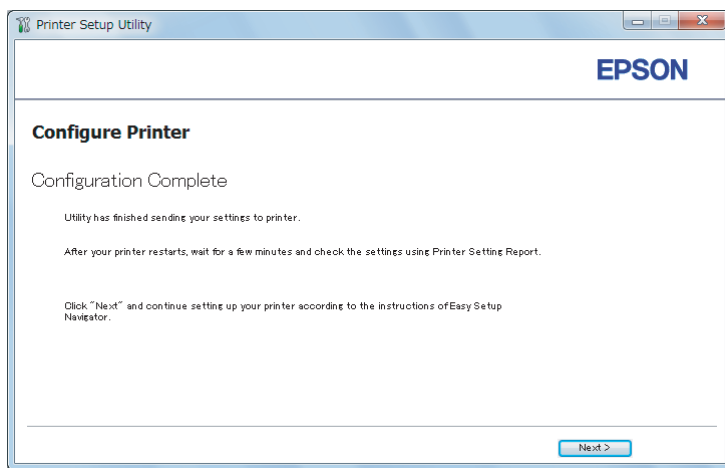 Printer Setup Utility
EPSON
Configure Printer
Configuration Complete
Utility has finished sending your settings to printer.
After your printer restarts, wait for a few minutes and check the settings using Printer Setting Report.
Click "Next" and continue setting up your printer according to the instructions of Easy Setup
Navigator.
Next >